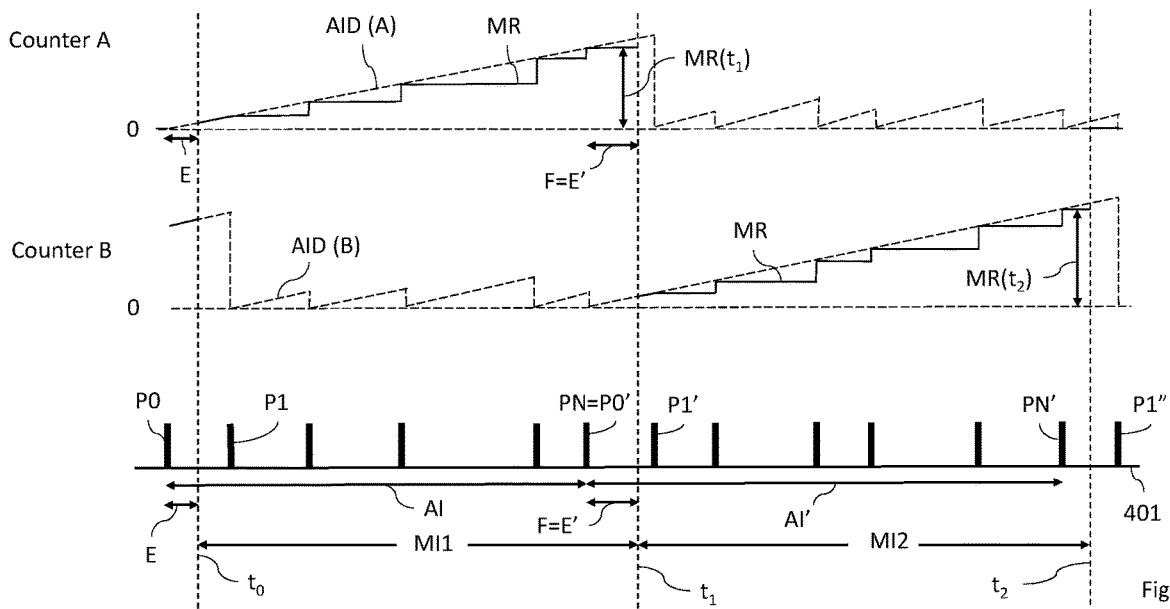 Counter A
AID (A)
MR
MR(t₁)
0
E
F=E’
Counter B
AID (B)
MR
MR(t₂)
0
P0
P1
PN=P0’
P1’
PN’
P1”
AI
AI’
401
E
F=E’
MI1
MI2
t₀
t₁
t₂
Fig